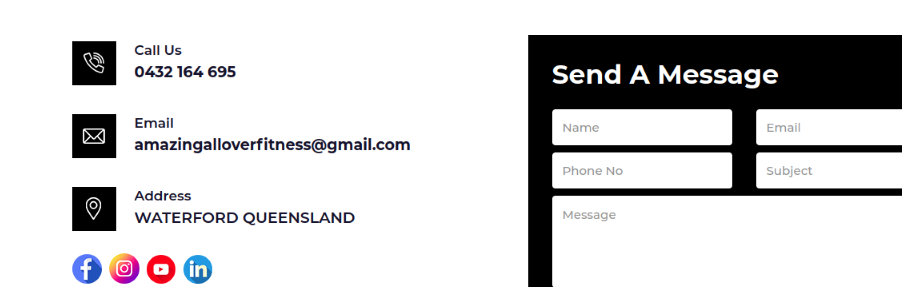 Call Us
0432 164 695
Email
amazingalloverfitness@gmail.com
Address
WATERFORD QUEENSLAND
f
in
Send A Message
Name
Email
Phone No
Subject
Message